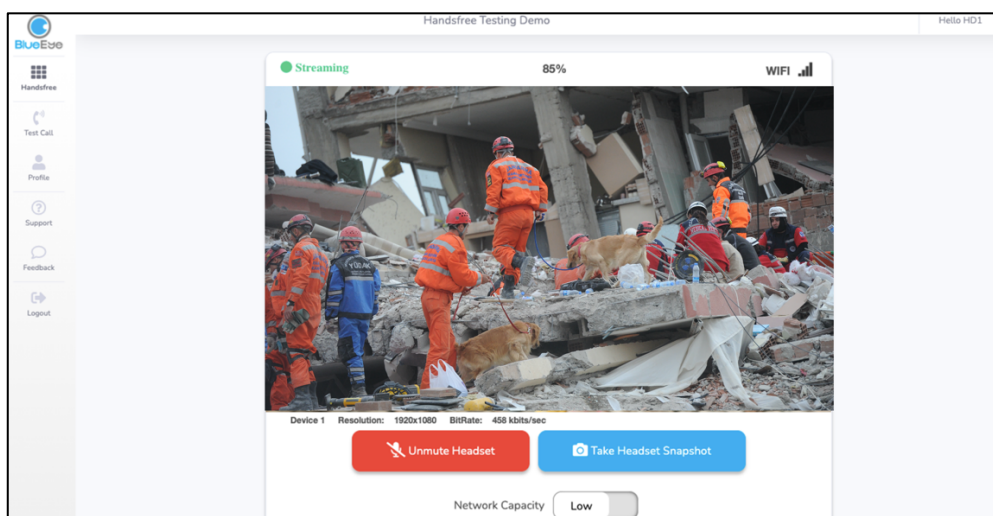 Handsfree Testing Demo
Hello HD1
BlueEye
Handsfree
Test Call
Profile
Support
Feedback
Logout
Streaming
85%
WIFI
YÜDAK
Device 1 Resolution: 1920x1080 BitRate: 458 kbits/sec
Unmute Headset
Take Headset Snapshot
Network Capacity
Low